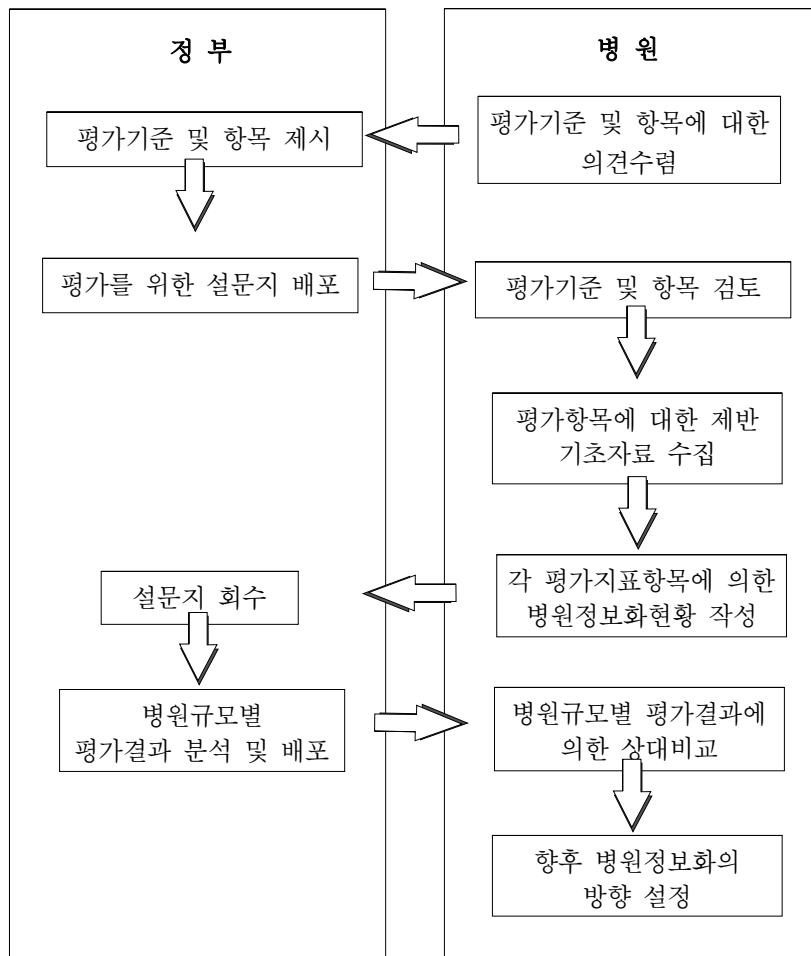 정 부
평가기준 및 항목 제시
평가를 위한 설문지 배포
설문지 회수
병원규모별
평가결과 분석 및 배포
병 원
평가기준 및 항목에 대한
의견수렴
평가기준 및 항목 검토
평가항목에 대한 제반
기초자료 수집
각 평가지표항목에 의한
병원정보화현황 작성
병원규모별 평가결과에
의한 상대비교
향후 병원정보화의
방향 설정